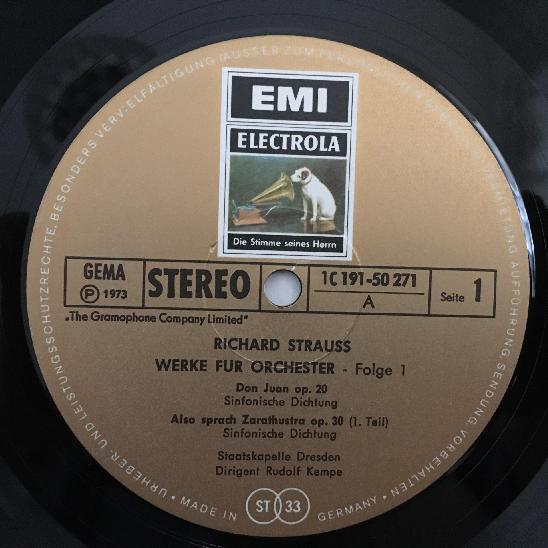 EMI
ELECTROLA
Die Stimme seines Herrn
GEMA
Ⓟ 1973
STEREO
1C 191-50 271
A
Seite 1
„The Gramophone Company Limited"
RICHARD STRAUSS
WERKE FUR ORCHESTER - Folge 1
Don Juan op. 20
Sinfonische Dichtung
Also sprach Zarathustra op. 30 (1. Teil)
Sinfonische Dichtung
Staatskapelle Dresden
Dirigent Rudolf Kempe
ST 33
• MADE IN GERMANY •
URHEBER- UND LEISTUNGSSCHUTZRECHTE, BESONDERS VERV-ELFÄLTIGUNG (AUSSER ZUM VERMIETUNG AUFFÜHRUNG, SENDUNG, VORBEHALTEN